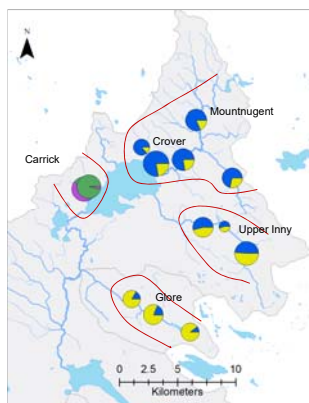 N
Mountnugent
Crover
Carrick
Upper Inny
Glore
0 2.5 5 10
Kilometers